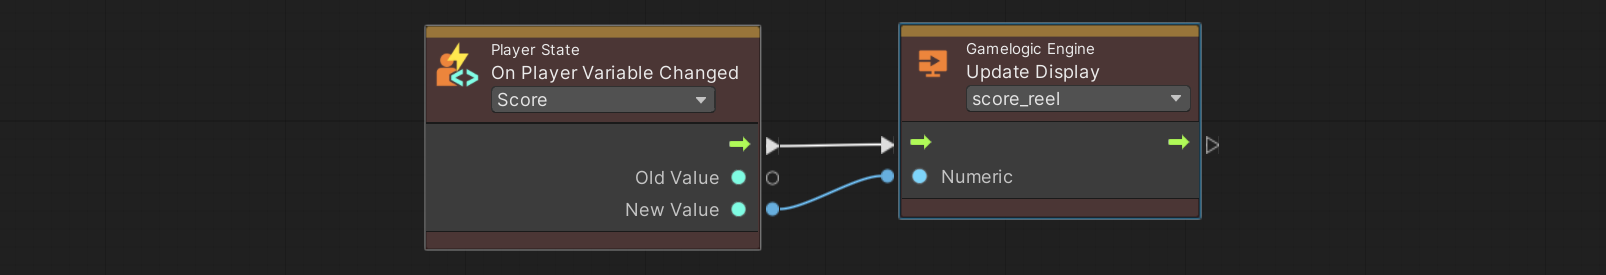 Player State
On Player Variable Changed
Score
Old Value
New Value
Gamelogic Engine
Update Display
score_reel
Numeric